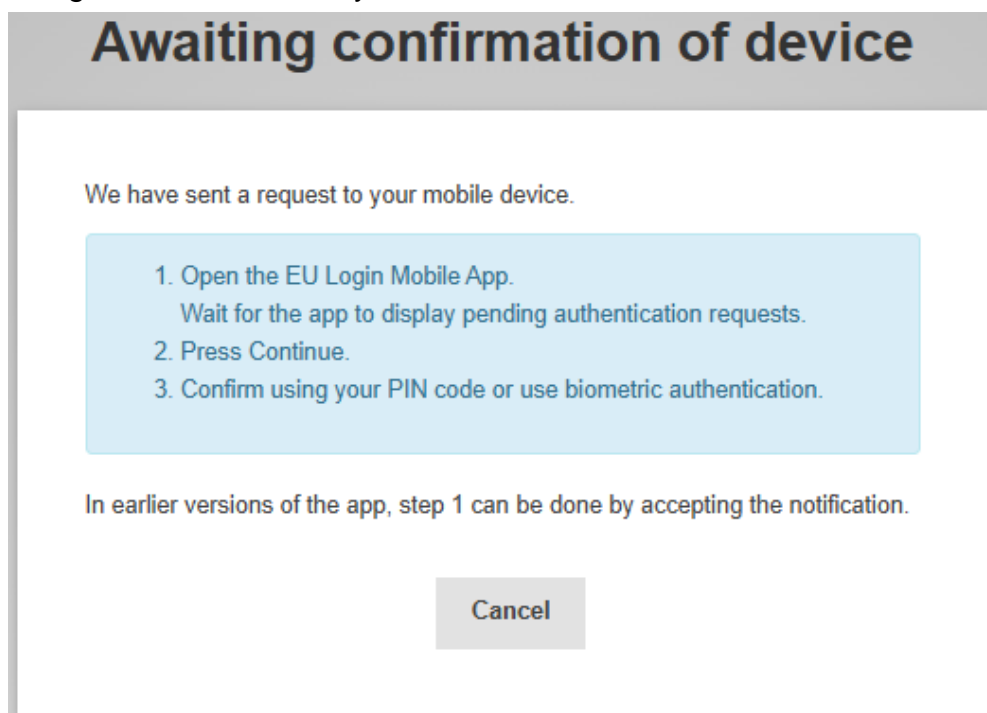 Awaiting confirmation of device
We have sent a request to your mobile device.
1. Open the EU Login Mobile App.
Wait for the app to display pending authentication requests.
2. Press Continue.
3. Confirm using your PIN code or use biometric authentication.
In earlier versions of the app, step 1 can be done by accepting the notification.
Cancel